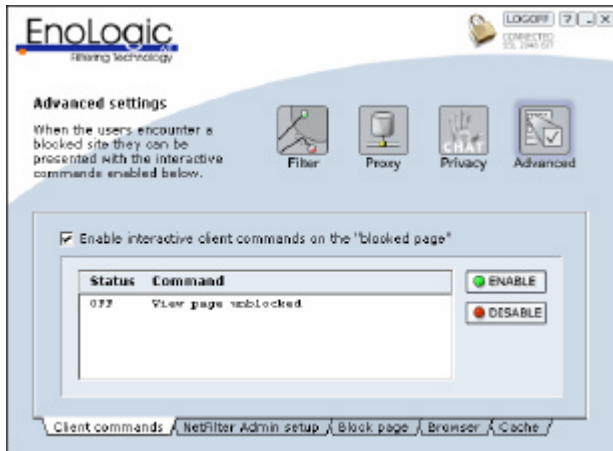 EnoLogic
Filtering Technology
LOGOFF ? _ X
CONNECTED
Advanced settings
When the users encounter a
blocked site they can be
presented with the interactive
commands enabled below.
Filter
Proxy
CHAT
Privacy
Advanced
Enable interactive client commands on the "blocked page"
Status Command
OFF View page unblocked
ENABLE
DISABLE
Client commands NetFilter Admin setup Block page Browser Cache